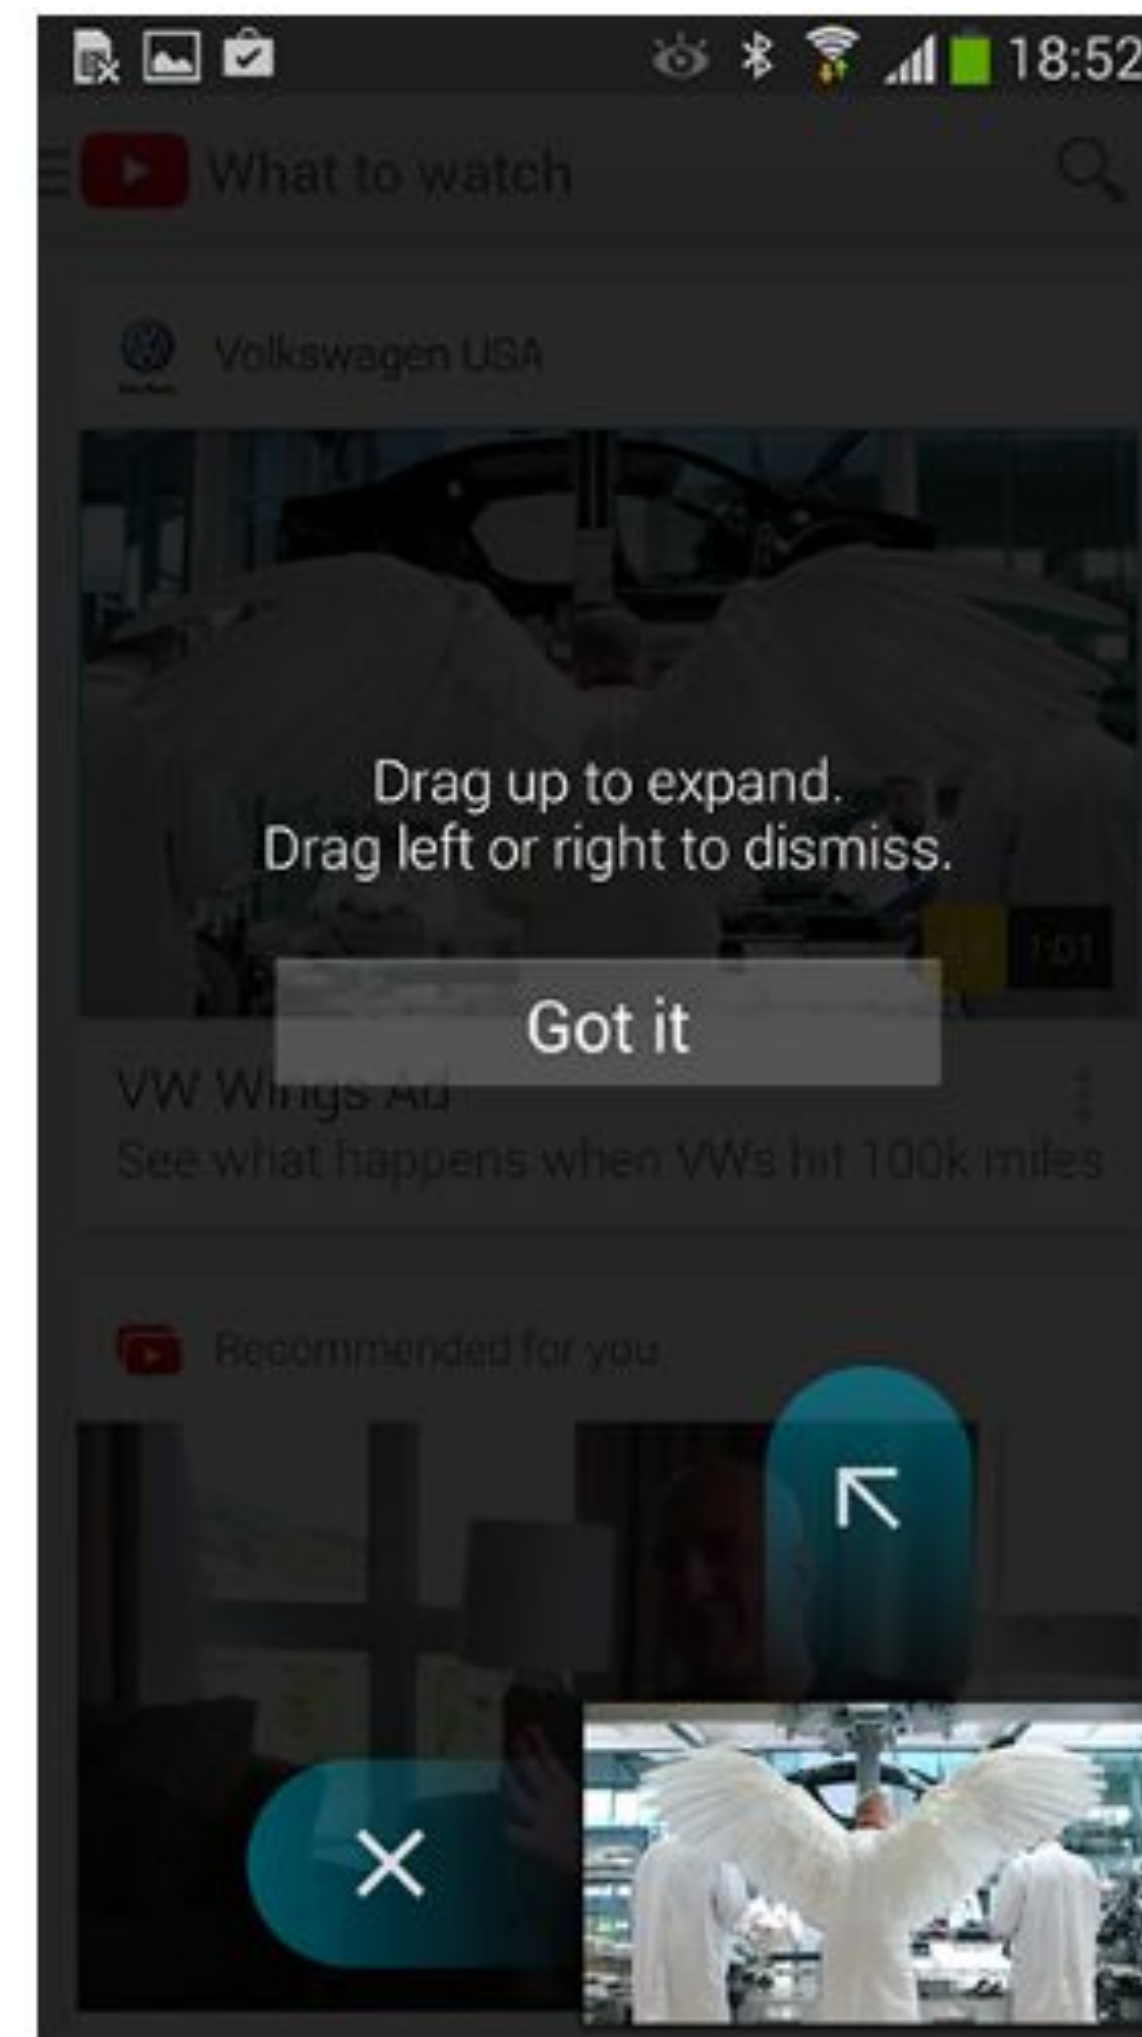 18:52
What to watch
Volkswagen USA
Drag up to expand.
Drag left or right to dismiss.
1:01
Got it
VW Wings Ad
See what happens when VWs hit 100k miles
Recommended for you